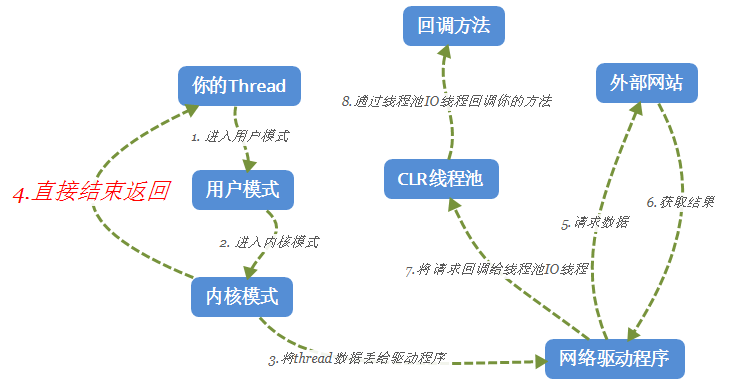 回调方法
你的Thread
外部网站
8.通过线程池IO线程回调你的方法
1. 进入用户模式
4.直接结束返回
用户模式
CLR线程池
6.获取结果
5.请求数据
2. 进入内核模式
7.将请求回调给线程池IO线程
内核模式
3.将thread数据丢给驱动程序
网络驱动程序